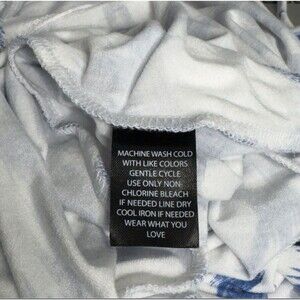 MACHINE WASH COLD
WITH LIKE COLORS
GENTLE CYCLE
USE ONLY NON-
CHLORINE BLEACH
IF NEEDED LINE DRY
COOL IRON IF NEEDED
WEAR WHAT YOU
LOVE